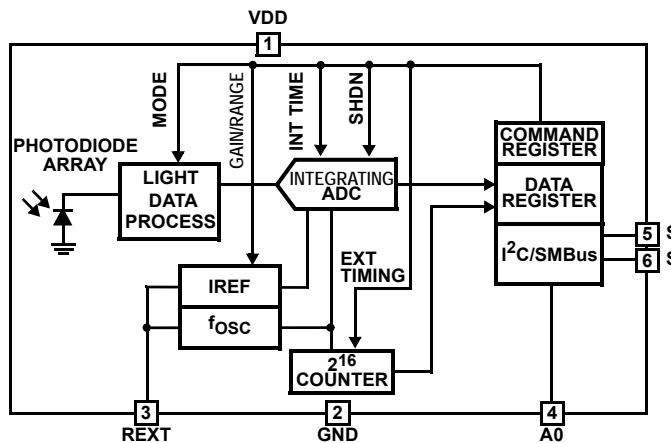 VDD
1
MODE
GAIN/RANGE
INT TIME
SHDN
COMMAND
REGISTER
PHOTODIODE
ARRAY
LIGHT
DATA
PROCESS
INTEGRATING
ADC
DATA
REGISTER
EXT
TIMING
I²C/SMBus
5 S
6 S
IREF
fOSC
2¹⁶
COUNTER
3
REXT
2
GND
4
A0